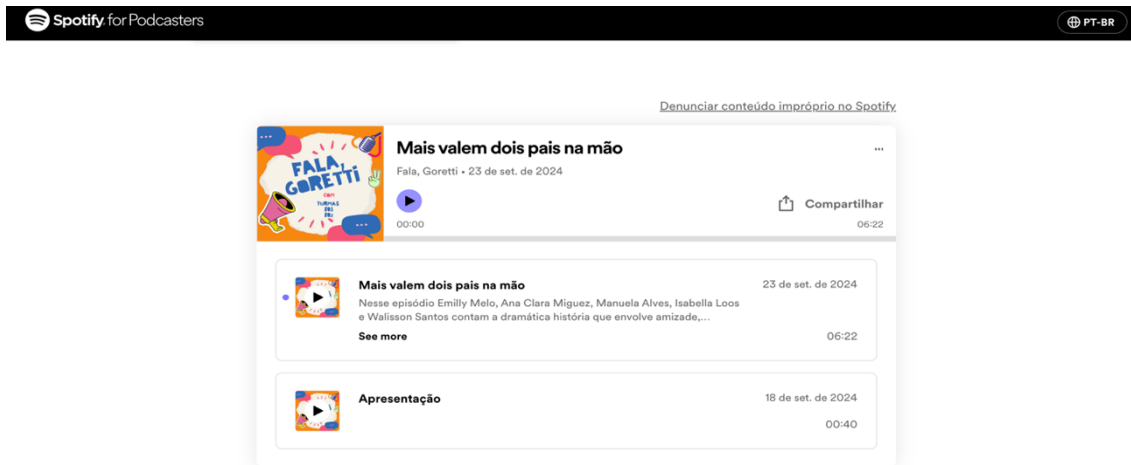 Spotify for Podcasters
PT-BR
Denunciar conteúdo impróprio no Spotify
FALA,
GORETTI
COM
TURMAS
Mais valem dois pais na mão
...
Fala, Goretti • 23 de set. de 2024
Compartilhar
00:00
06:22
Mais valem dois pais na mão
23 de set. de 2024
Nesse episódio Emilly Melo, Ana Clara Miguez, Manuela Alves, Isabella Loos
e Walisson Santos contam a dramática história que envolve amizade,...
See more
06:22
Apresentação
18 de set. de 2024
00:40